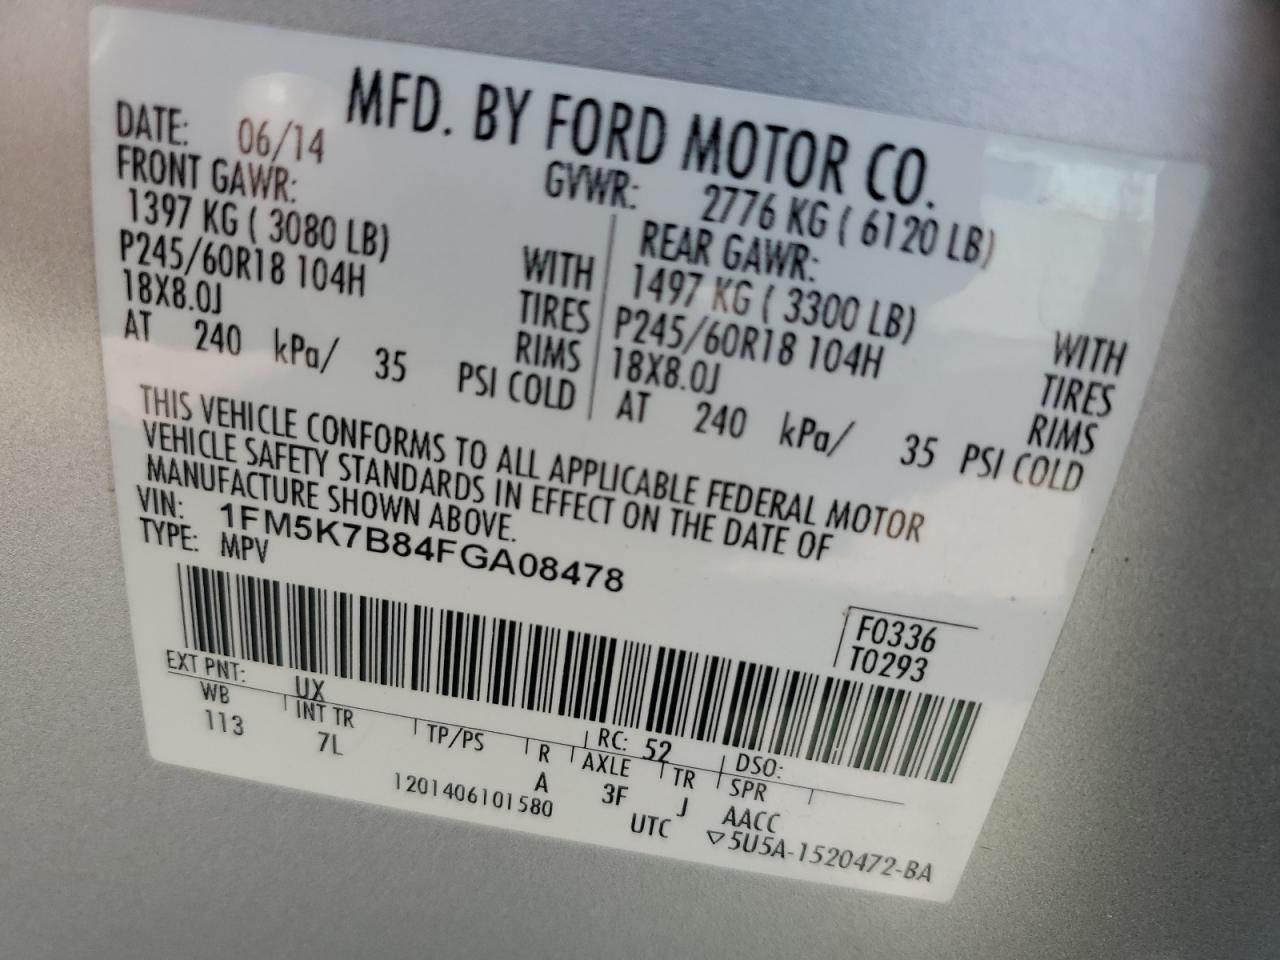 MFD. BY FORD MOTOR CO.
DATE: 06/14 GVWR: 2776 KG ( 6120 LB)
FRONT GAWR: REAR GAWR:
1397 KG ( 3080 LB) WITH 1497 KG ( 3300 LB) WITH
P245/60R18 104H TIRES P245/60R18 104H TIRES
18X8.0J RIMS 18X8.0J RIMS
AT 240 kPa/ 35 PSI COLD AT 240 kPa/ 35 PSI COLD
THIS VEHICLE CONFORMS TO ALL APPLICABLE FEDERAL MOTOR
VEHICLE SAFETY STANDARDS IN EFFECT ON THE DATE OF
MANUFACTURE SHOWN ABOVE.
VIN: 1FM5K7B84FGA08478
TYPE: MPV
F0336
T0293
EXT PNT: UX RC: 52 DSO:
WB INT TR TP/PS R AXLE TR SPR
113 7L A 3F J AACC
1201406101580 UTC ▽5U5A-1520472-BA